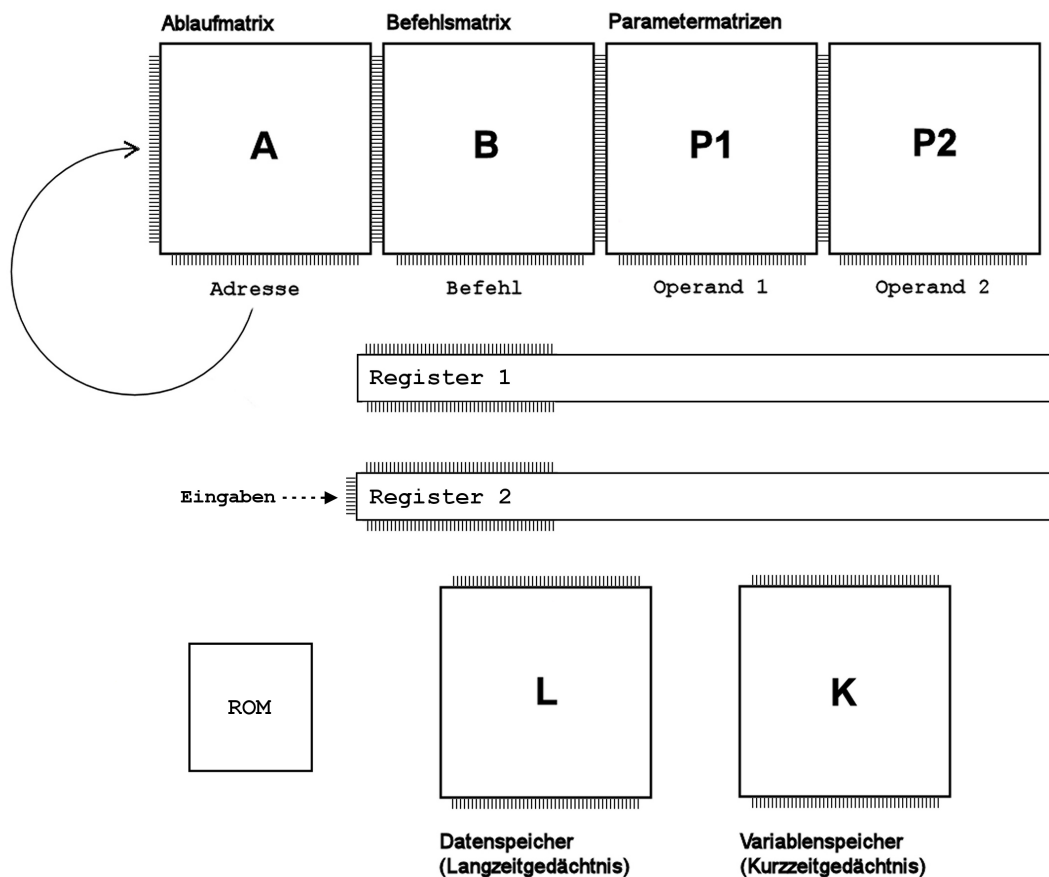 Ablaufmatrix
Befehlsmatrix
Parametermatrizen
A
B
P1
P2
Adresse
Befehl
Operand 1
Operand 2
Register 1
Eingaben
Register 2
ROM
L
K
Datenspeicher
(Langzeitgedächtnis)
Variablenspeicher
(Kurzzeitgedächtnis)